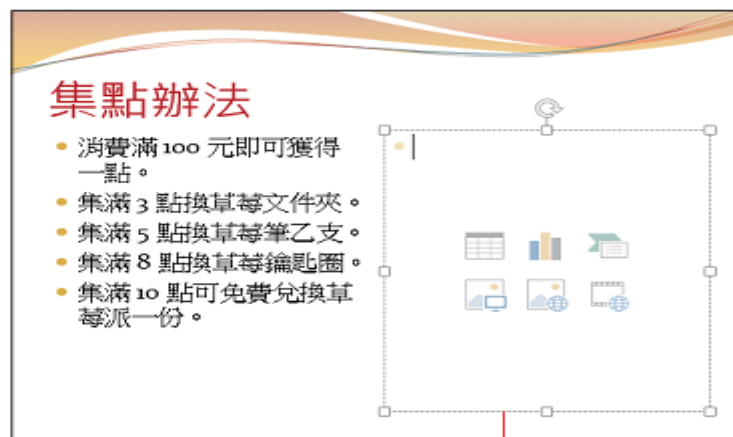 集點辦法
消費滿 100 元即可獲得
一點。
集滿 3 點換草莓文件夾。
集滿 5 點換草莓筆乙支。
集滿 8 點換草莓鑰匙圈。
集滿 10 點可免費兌換草
莓派一份。